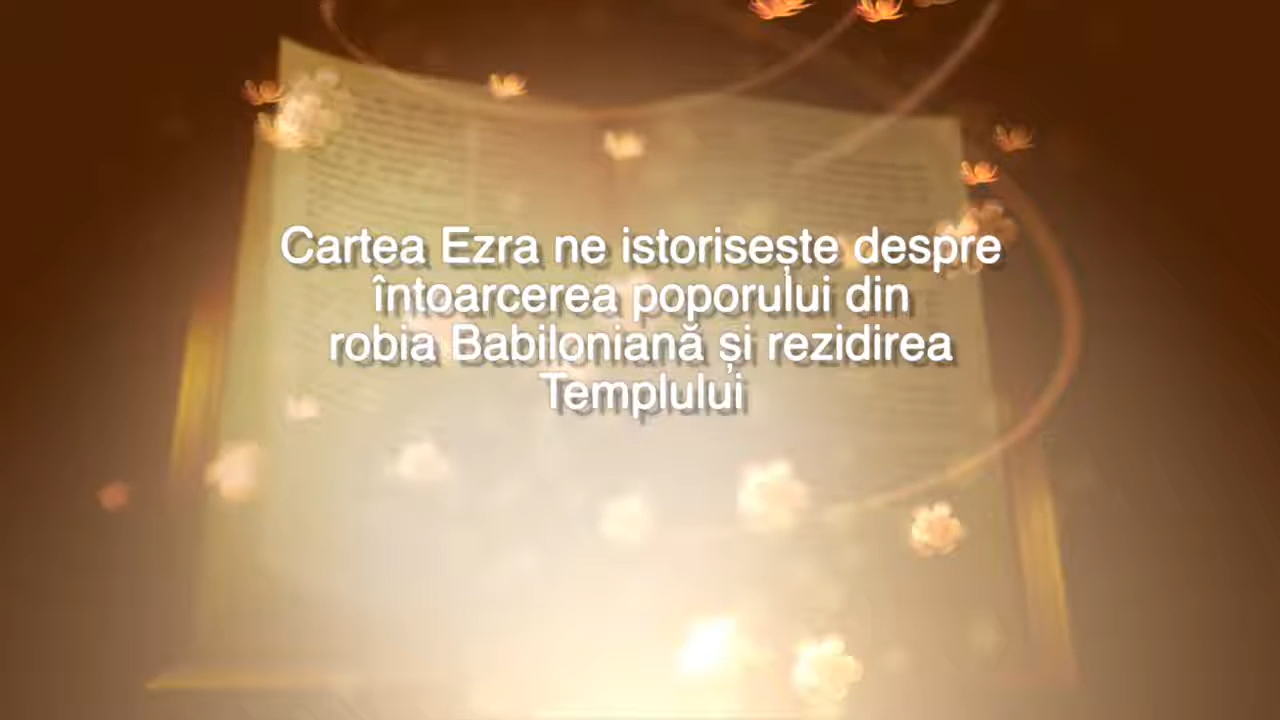 Cartea Ezra ne istorisește despre
întoarcerea poporului din
robia Babiloniană și rezidirea
Templului